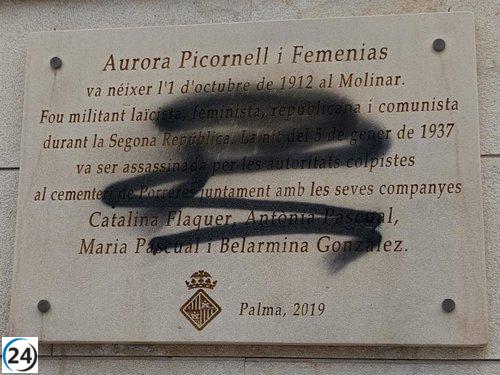 Aurora Picornell i Femenias
va néixer l'1 d'octubre de 1912 al Molinar.
Fou militant laïcista, feminista, republicana i comunista
durant la Segona República. La nit del 5 de gener de 1937
va ser assassinada per les autoritats colpistes
al cementeri de Porreres juntament amb les seves companyes
Catalina Flaquer, Antònia Pascual,
Maria Pascual i Belarmina González.
Palma, 2019
24